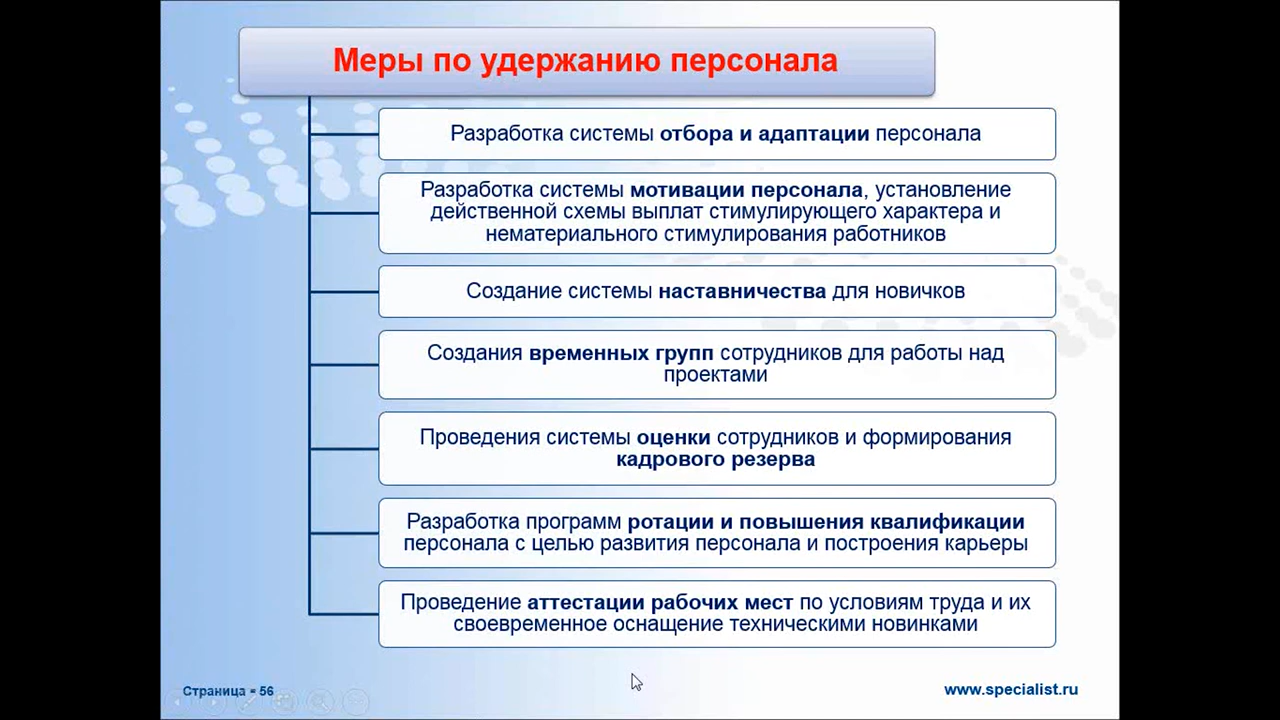 Меры по удержанию персонала
Разработка системы отбора и адаптации персонала
Разработка системы мотивации персонала, установление
действенной схемы выплат стимулирующего характера и
нематериального стимулирования работников
Создание системы наставничества для новичков
Создания временных групп сотрудников для работы над
проектами
Проведения системы оценки сотрудников и формирования
кадрового резерва
Разработка программ ротации и повышения квалификации
персонала с целью развития персонала и построения карьеры
Проведение аттестации рабочих мест по условиям труда и их
своевременное оснащение техническими новинками
Страница = 56
www.specialist.ru